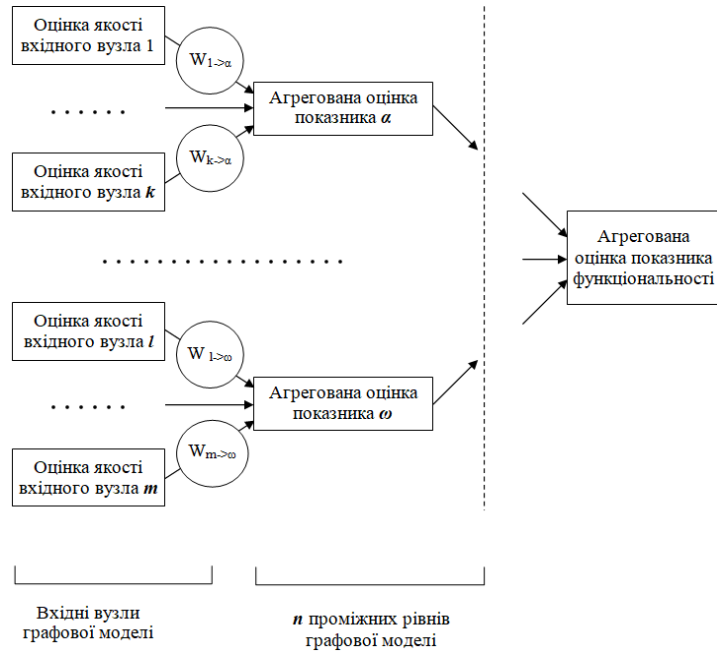 Оцінка якості
вхідного вузла 1
W1->α
. . . . . .
Агрегована оцінка
показника α
Оцінка якості
вхідного вузла k
Wk->α
. . . . . . . . . . . . . . . . . .
Агрегована
оцінка показника
функціональності
Оцінка якості
вхідного вузла l
W l->ω
. . . . . .
Агрегована оцінка
показника ω
Оцінка якості
вхідного вузла m
Wm->ω
Вхідні вузли
графової моделі
n проміжних рівнів
графової моделі